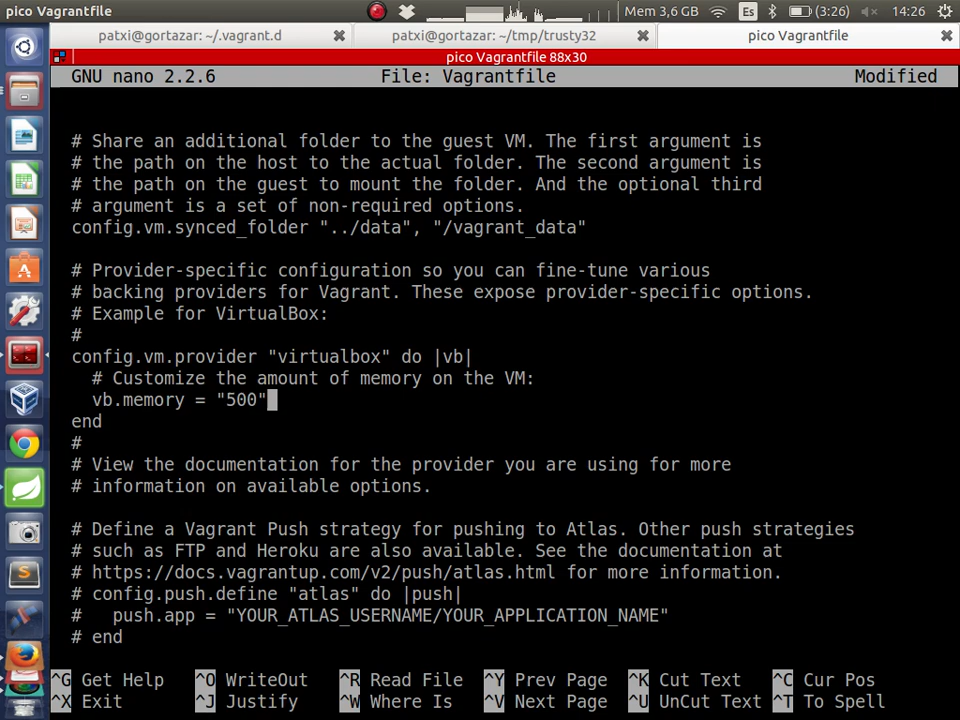 pico Vagrantfile
Mem 3,6 GB Es (3:26) 14:26
patxi@gortazar: ~/.vagrant.d patxi@gortazar: ~/tmp/trusty32 pico Vagrantfile
pico Vagrantfile 88x30
GNU nano 2.2.6 File: Vagrantfile Modified
# Share an additional folder to the guest VM. The first argument is
# the path on the host to the actual folder. The second argument is
# the path on the guest to mount the folder. And the optional third
# argument is a set of non-required options.
config.vm.synced_folder "../data", "/vagrant_data"
# Provider-specific configuration so you can fine-tune various
# backing providers for Vagrant. These expose provider-specific options.
# Example for VirtualBox:
#
config.vm.provider "virtualbox" do |vb|
# Customize the amount of memory on the VM:
vb.memory = "500"
end
#
# View the documentation for the provider you are using for more
# information on available options.
# Define a Vagrant Push strategy for pushing to Atlas. Other push strategies
# such as FTP and Heroku are also available. See the documentation at
# https://docs.vagrantup.com/v2/push/atlas.html for more information.
# config.push.define "atlas" do |push|
#   push.app = "YOUR_ATLAS_USERNAME/YOUR_APPLICATION_NAME"
# end
^G Get Help ^O WriteOut ^R Read File ^Y Prev Page ^K Cut Text ^C Cur Pos
^X Exit ^J Justify ^W Where Is ^V Next Page ^U UnCut Text ^T To Spell